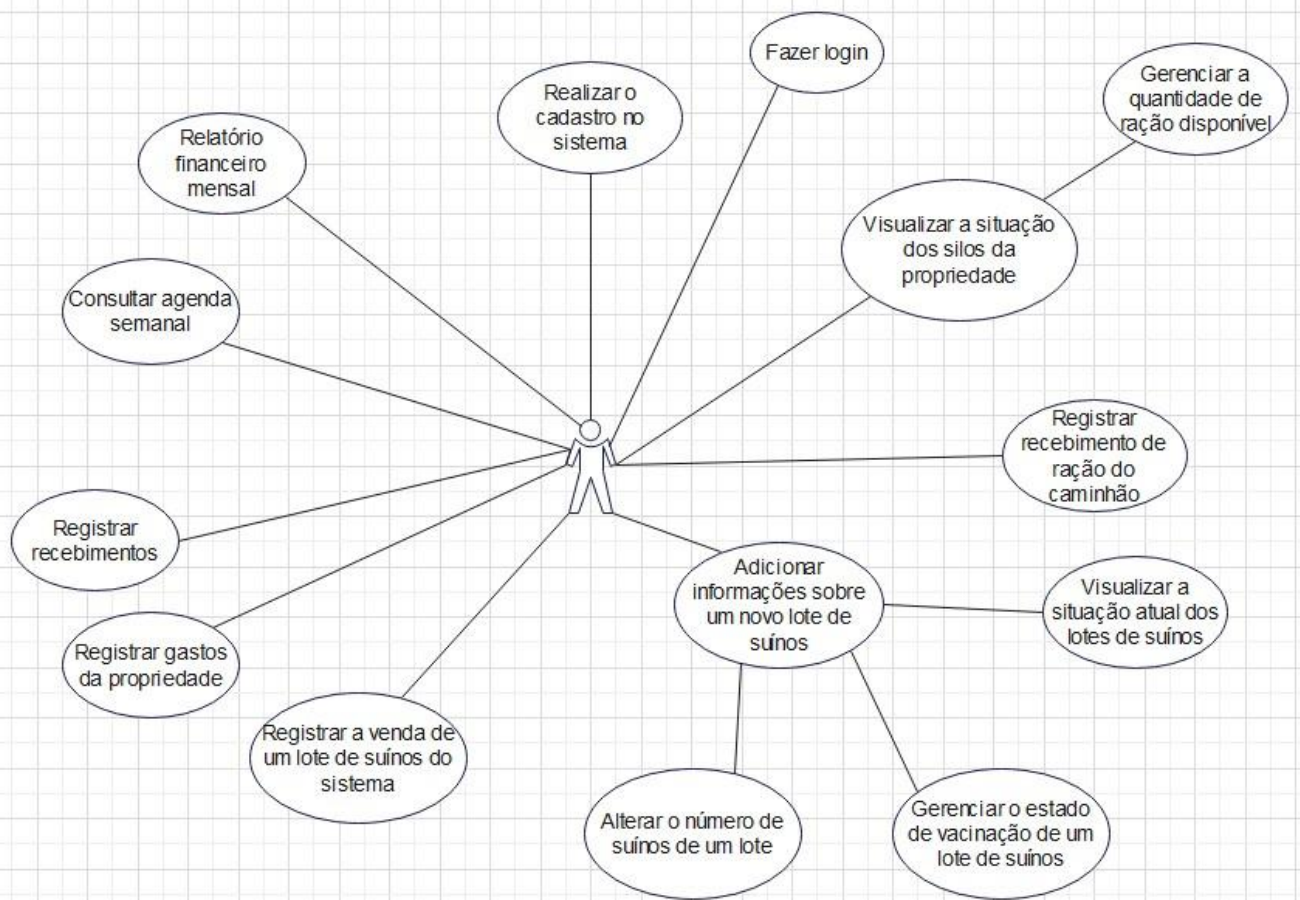 Fazer login
Gerenciar a
quantidade de
ração disponível
Realizar o
cadastro no
sistema
Relatório
financeiro
mensal
Visualizar a situação
dos silos da
propriedade
Consultar agenda
semanal
Registrar
recebimento de
ração do
caminhão
Registrar
recebimentos
Adicionar
informações sobre
um novo lote de
suínos
Visualizar a
situação atual dos
lotes de suínos
Registrar gastos
da propriedade
Registrar a venda de
um lote de suínos do
sistema
Alterar o número de
suínos de um lote
Gerenciar o estado
de vacinação de um
lote de suínos